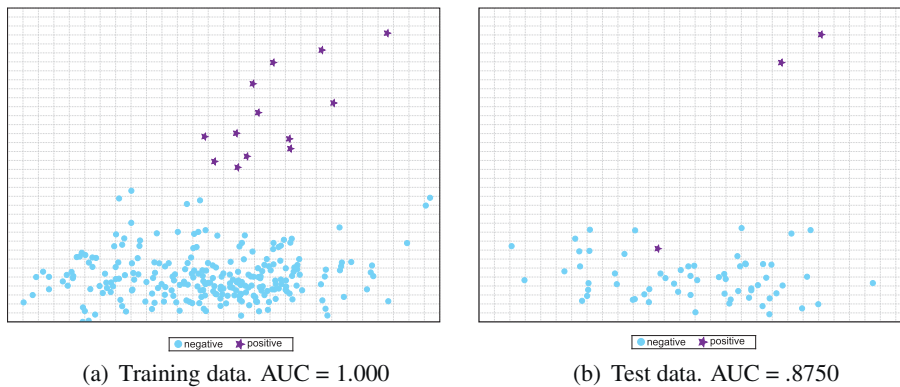 negative positive
negative positive
(a) Training data. AUC = 1.000
(b) Test data. AUC = .8750